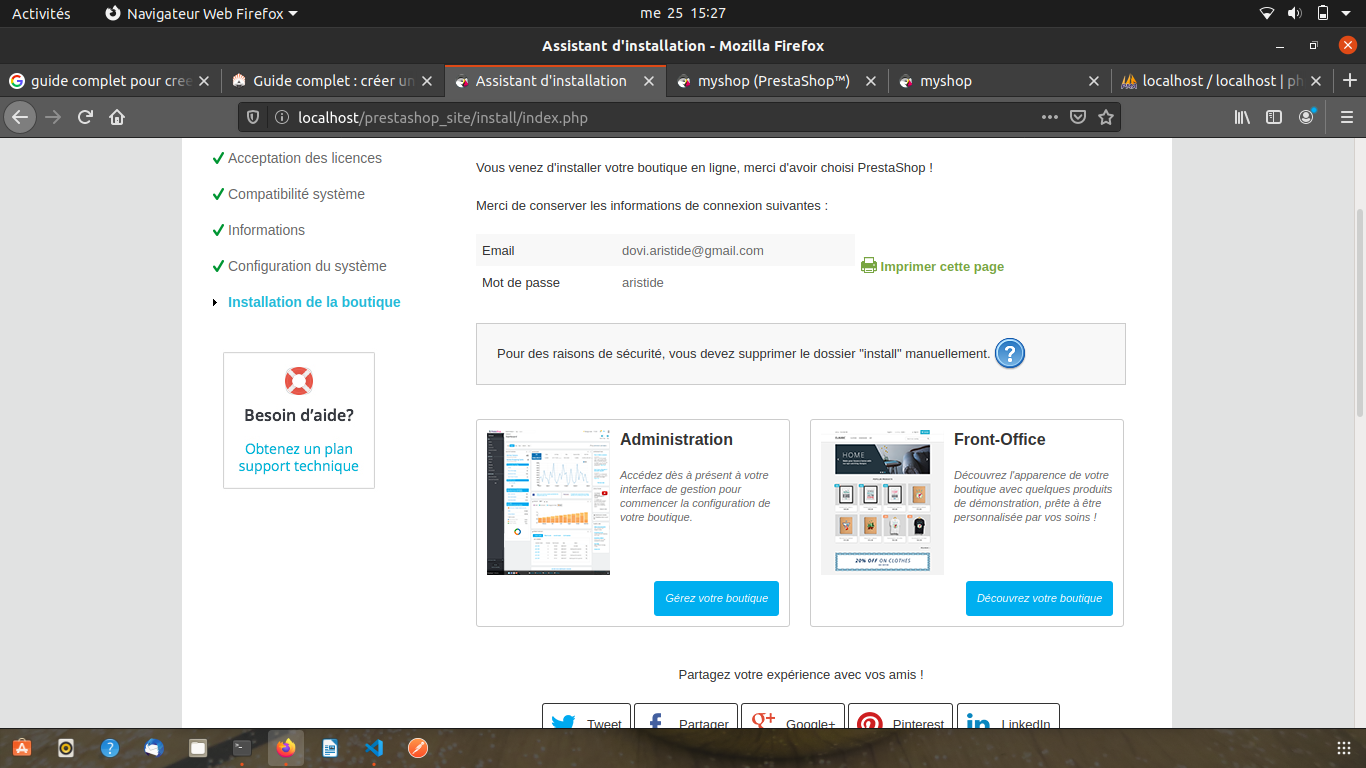 Activités
Navigateur Web Firefox
me 25 15:27
Assistant d'installation - Mozilla Firefox
guide complet pour cree
Guide complet : créer un
Assistant d'installation
myshop (PrestaShop™)
myshop
localhost / localhost | ph
localhost/prestashop_site/install/index.php
Acceptation des licences
Compatibilité système
Informations
Configuration du système
Installation de la boutique
Besoin d'aide?
Obtenez un plan
support technique
Vous venez d'installer votre boutique en ligne, merci d'avoir choisi PrestaShop !
Merci de conserver les informations de connexion suivantes :
Email dovi.aristide@gmail.com
Mot de passe aristide
Imprimer cette page
Pour des raisons de sécurité, vous devez supprimer le dossier "install" manuellement.
Administration
Accédez dès à présent à votre
interface de gestion pour
commencer la configuration de
votre boutique.
Gérez votre boutique
HOME
20% OFF ON CLOTHES
Front-Office
Découvrez l'apparence de votre
boutique avec quelques produits
de démonstration, prête à être
personnalisée par vos soins !
Découvrez votre boutique
Partagez votre expérience avec vos amis !
Tweet
Partager
Google+
Pinterest
LinkedIn